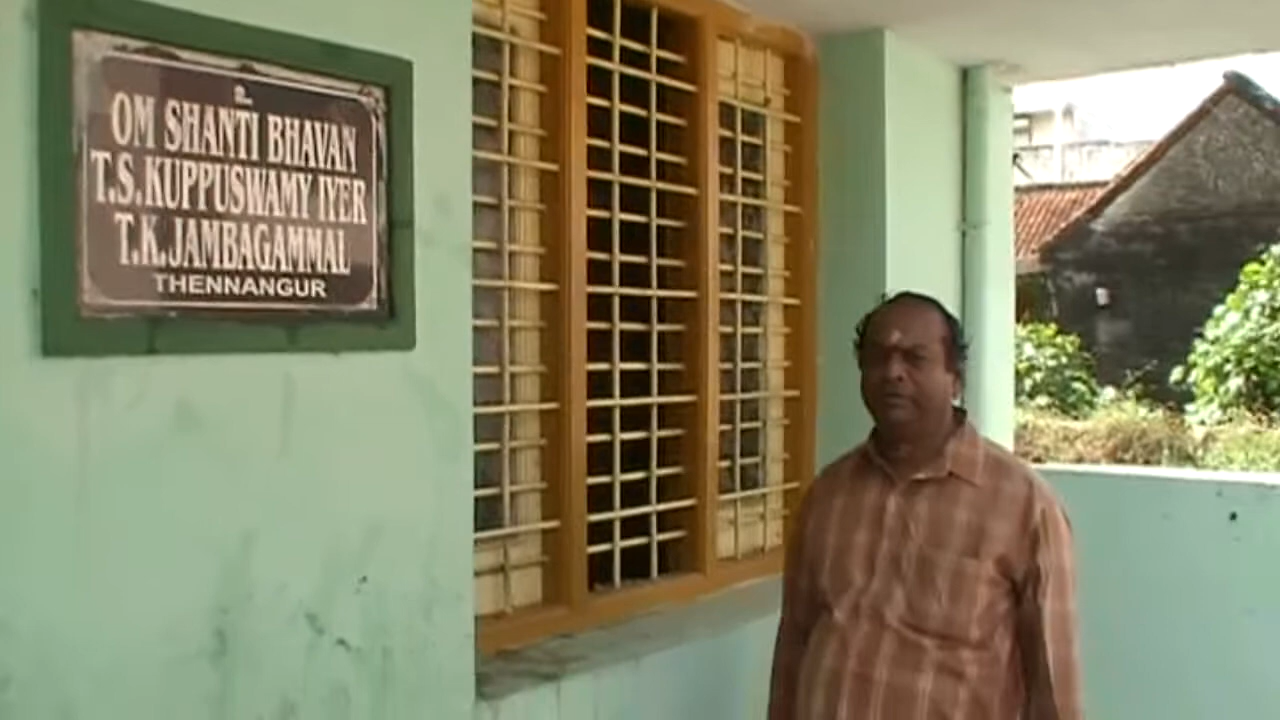 OM SHANTI BHAVAN
T.S.KUPPUSWAMY IYER
T.K.JAMBAGAMMAL
THENNANGUR